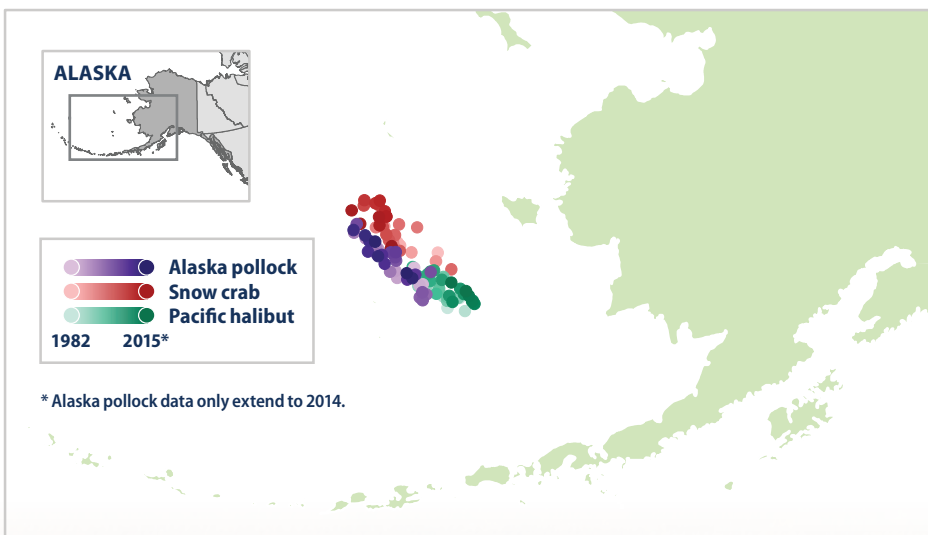 ALASKA
Alaska pollock
Snow crab
Pacific halibut
1982 2015*
* Alaska pollock data only extend to 2014.